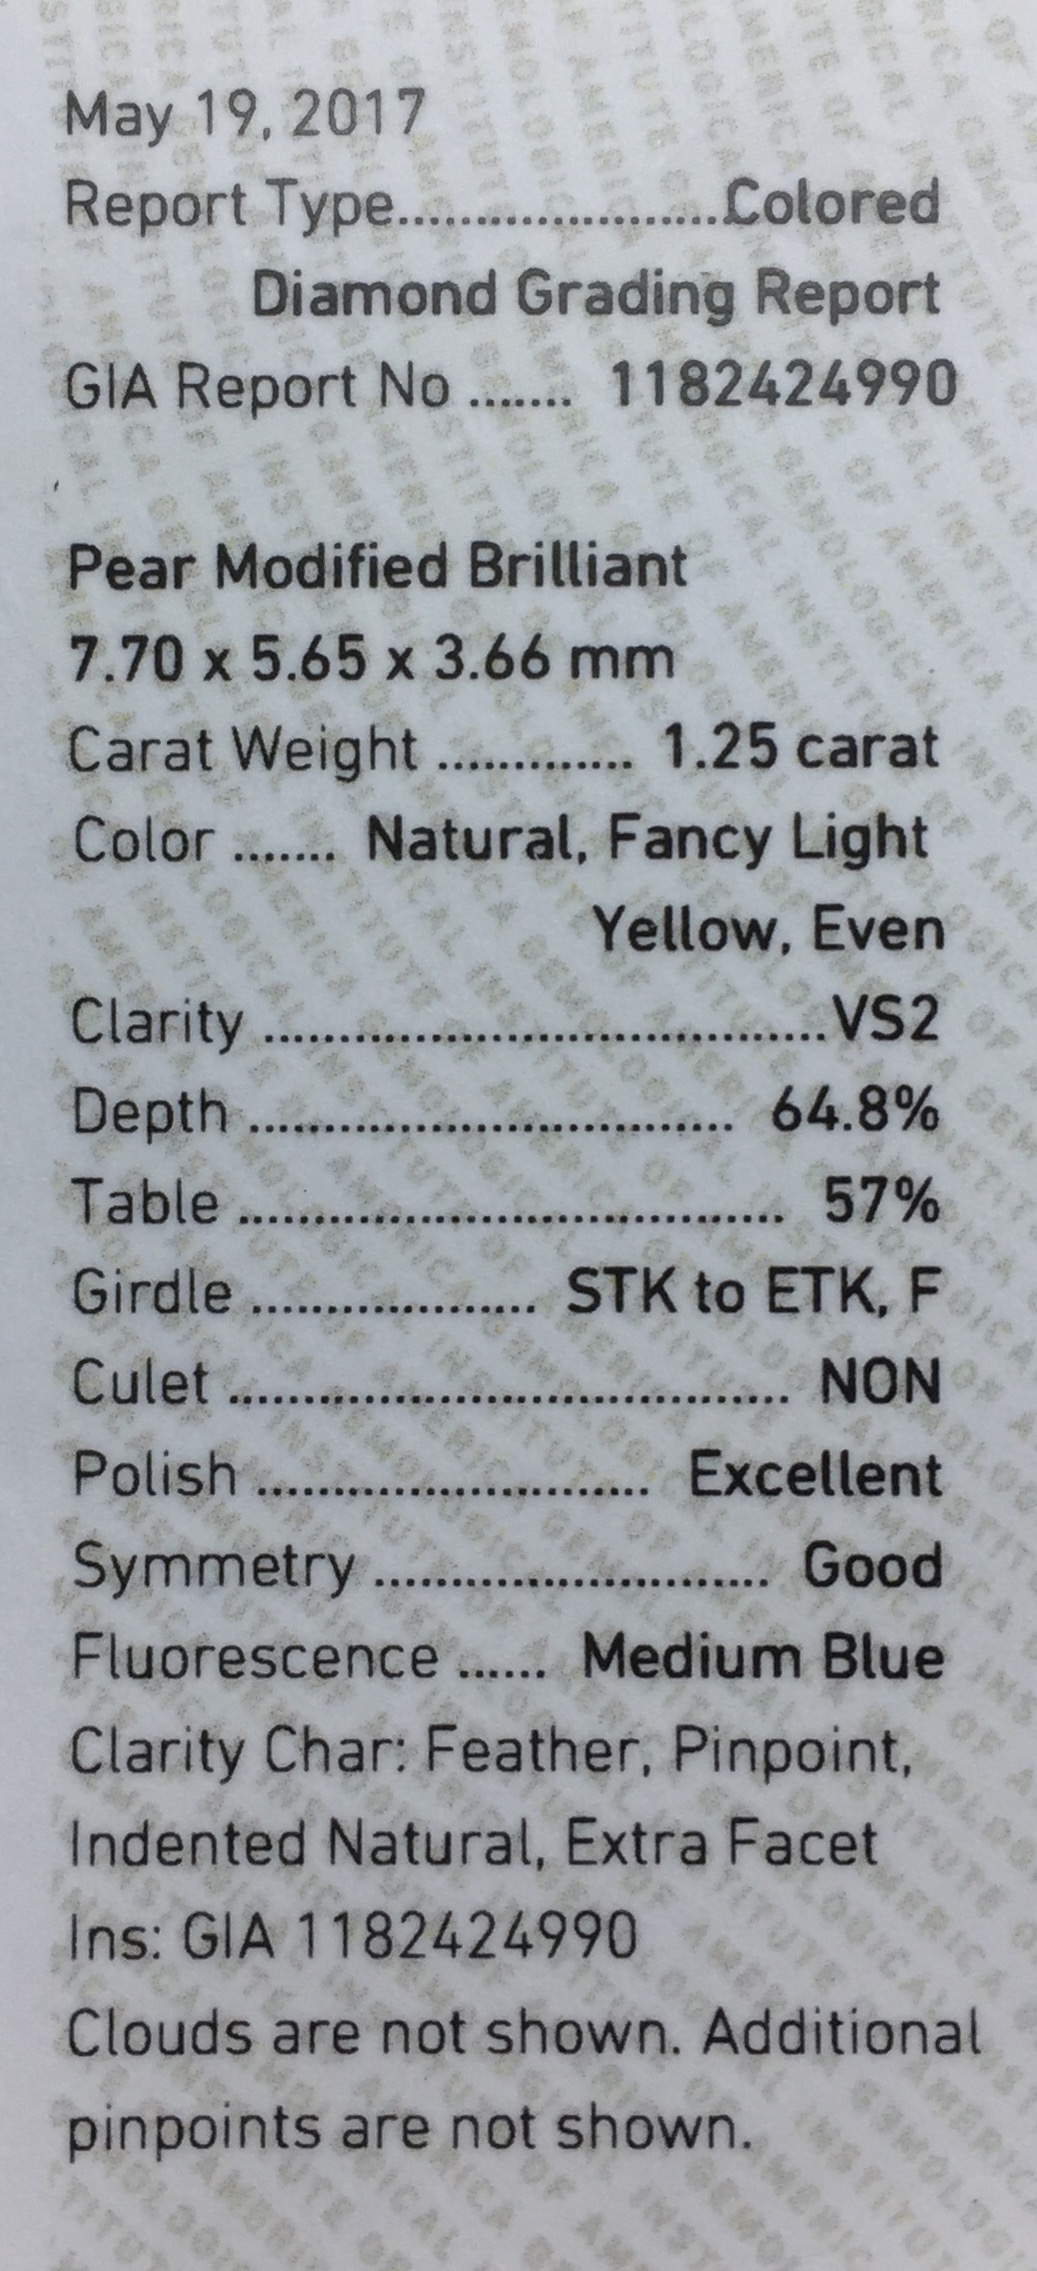 May 19, 2017
Report Type......................Colored
Diamond Grading Report
GIA Report No ....... 1182424990
Pear Modified Brilliant
7.70 x 5.65 x 3.66 mm
Carat Weight ............. 1.25 carat
Color ....... Natural, Fancy Light
Yellow, Even
Clarity ......................................VS2
Depth ................................. 64.8%
Table ..................................... 57%
Girdle ................... STK to ETK, F
Culet ...................................... NON
Polish .......................... Excellent
Symmetry .......................... Good
Fluorescence ...... Medium Blue
Clarity Char: Feather, Pinpoint,
Indented Natural, Extra Facet
Ins: GIA 1182424990
Clouds are not shown. Additional
pinpoints are not shown.